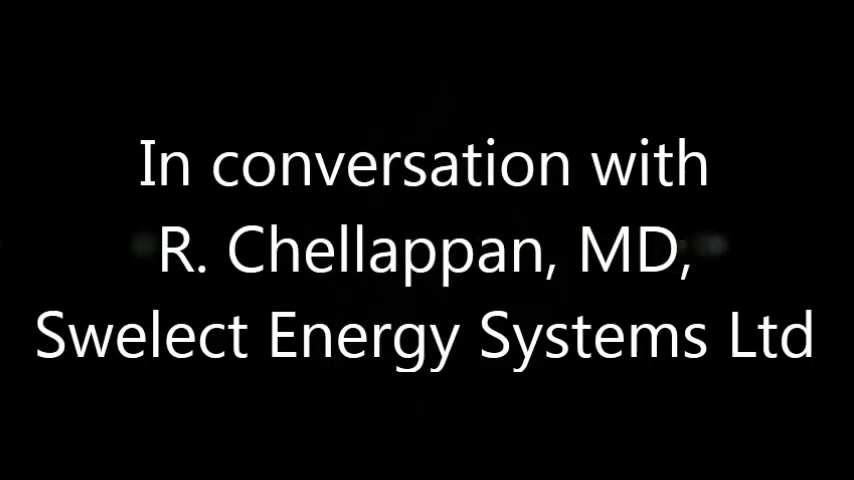 In conversation with
R. Chellappan, MD,
Swelect Energy Systems Ltd